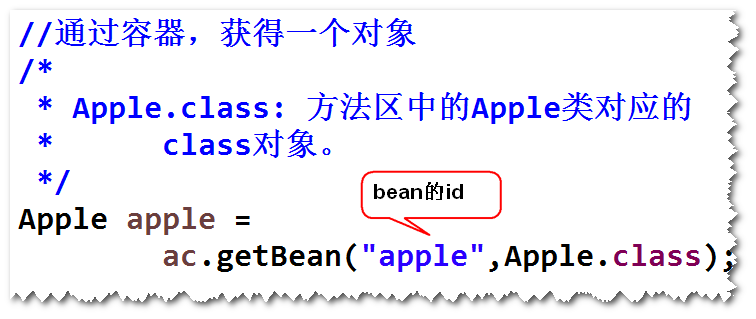 //通过容器，获得一个对象
/*
 * Apple.class: 方法区中的Apple类对应的
 *      class对象。
 */
bean的id
Apple apple =
        ac.getBean("apple",Apple.class);